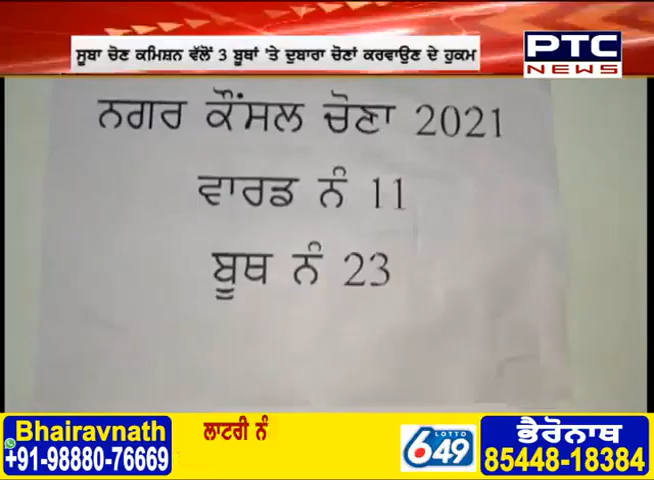 ਸੂਬਾ ਚੋਣ ਕਮਿਸ਼ਨ ਵੱਲੋਂ 3 ਬੂਥਾਂ 'ਤੇ ਦੁਬਾਰਾ ਚੋਣਾਂ ਕਰਵਾਉਣ ਦੇ ਹੁਕਮ
PTC
NEWS
ਨਗਰ ਕੌਂਸਲ ਚੋਣਾ 2021
ਵਾਰਡ ਨੰ 11
ਬੂਥ ਨੰ 23
Bhairavnath
+91-98880-76669
ਲਾਟਰੀ ਨੰ
LOTTO
649
ਭੈਰੋਨਾਥ
85448-18384